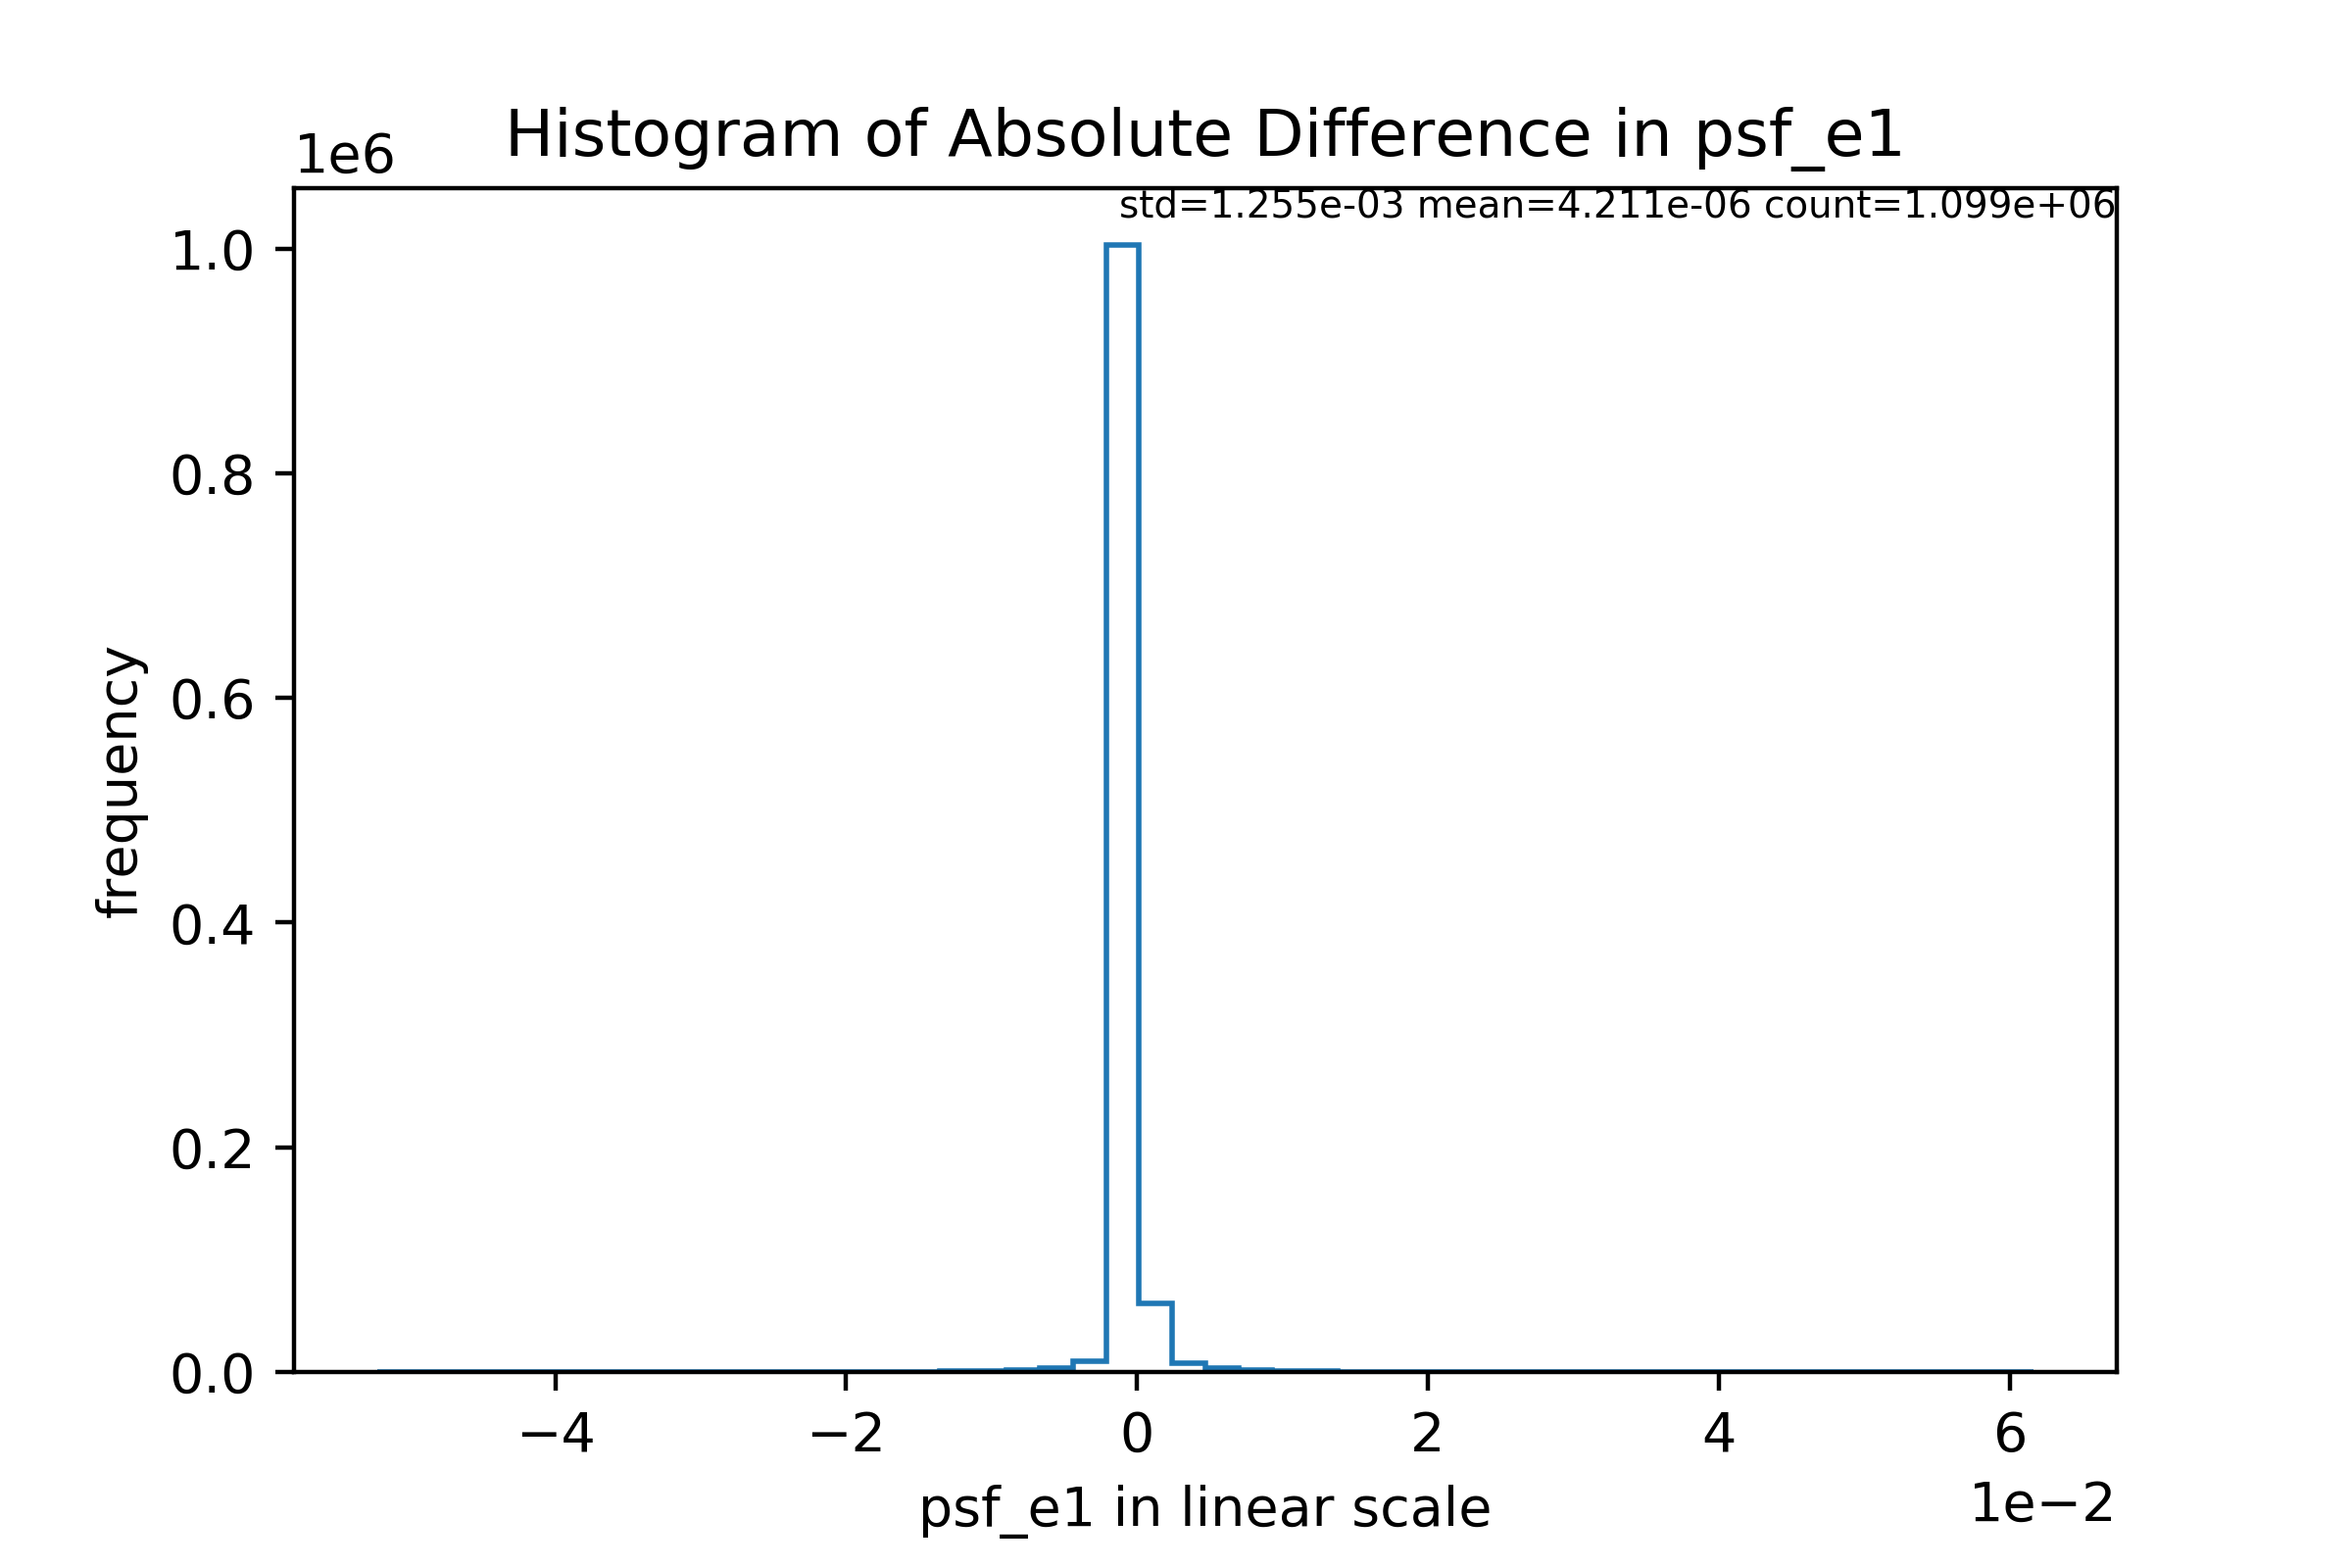 Histogram of Absolute Difference in psf_e1
1e6
std=1.255e-03 mean=4.211e-06 count=1.099e+06
1.0
0.8
0.6
0.4
0.2
0.0
frequency
−4
−2
0
2
4
6
1e−2
psf_e1 in linear scale